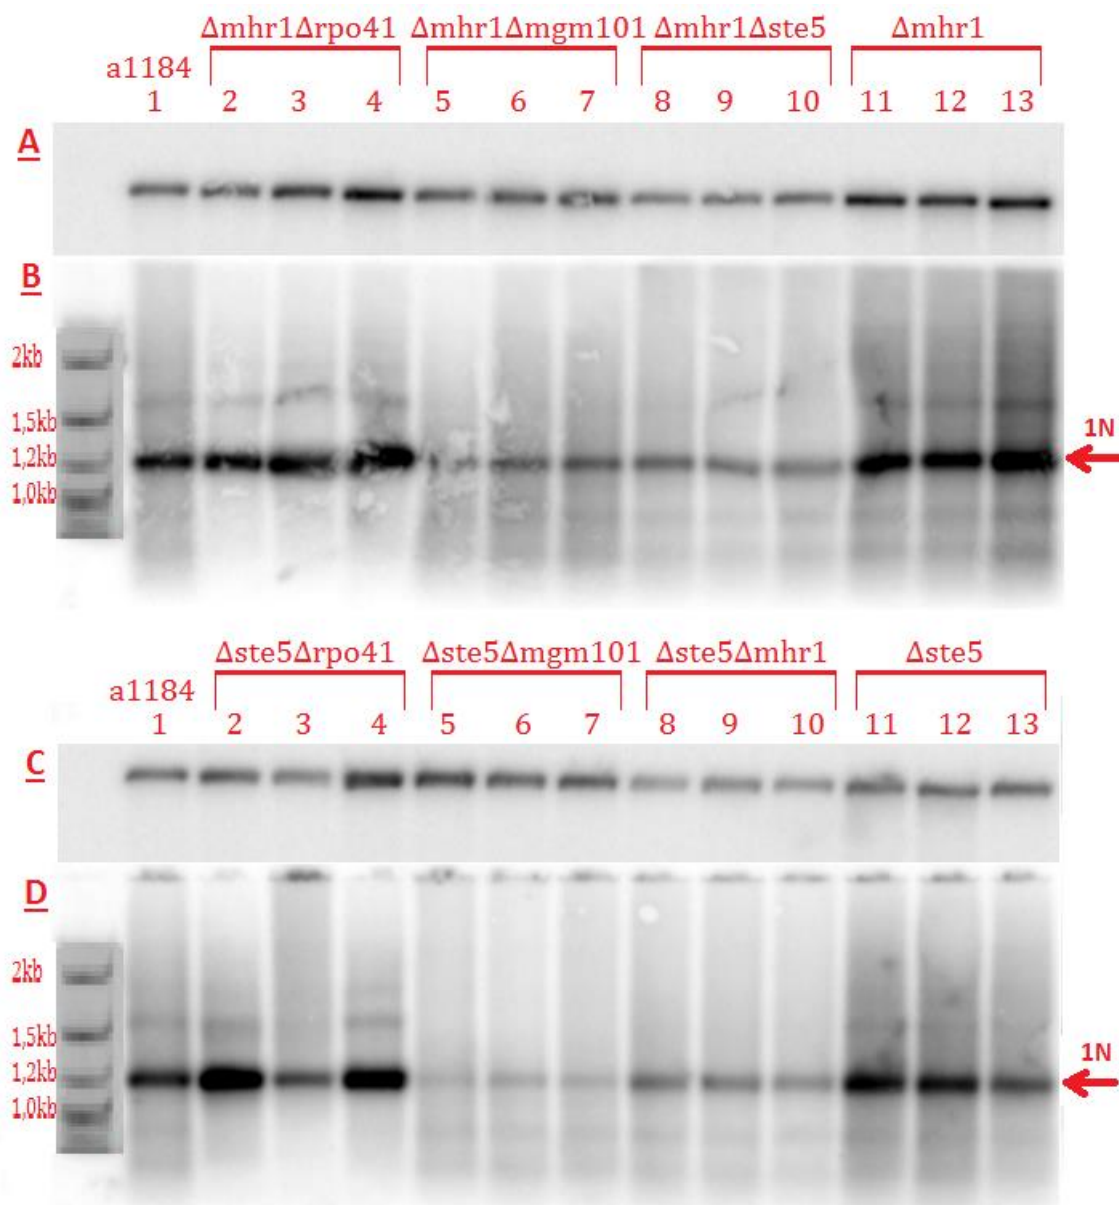 Δmhr1Δrpo41 Δmhr1Δmgm101 Δmhr1Δste5 Δmhr1
a1184
1 2 3 4 5 6 7 8 9 10 11 12 13
A
B
2kb
1,5kb
1N
1,2kb
1,0kb
Δste5Δrpo41 Δste5Δmgm101 Δste5Δmhr1 Δste5
a1184
1 2 3 4 5 6 7 8 9 10 11 12 13
C
D
2kb
1,5kb
1N
1,2kb
1,0kb